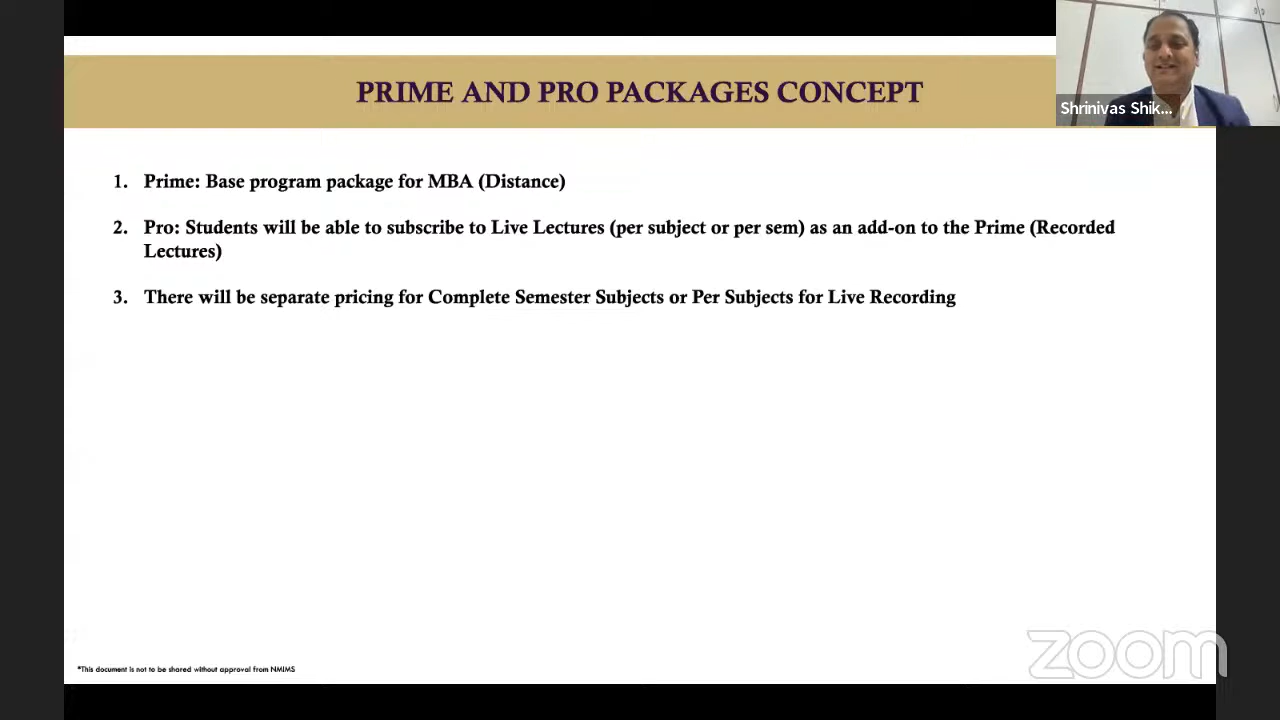 PRIME AND PRO PACKAGES CONCEPT
Shrinivas Shik...
1. Prime: Base program package for MBA (Distance)
2. Pro: Students will be able to subscribe to Live Lectures (per subject or per sem) as an add-on to the Prime (Recorded
Lectures)
3. There will be separate pricing for Complete Semester Subjects or Per Subjects for Live Recording
zoom
*This document is not to be shared without approval from NMIMS